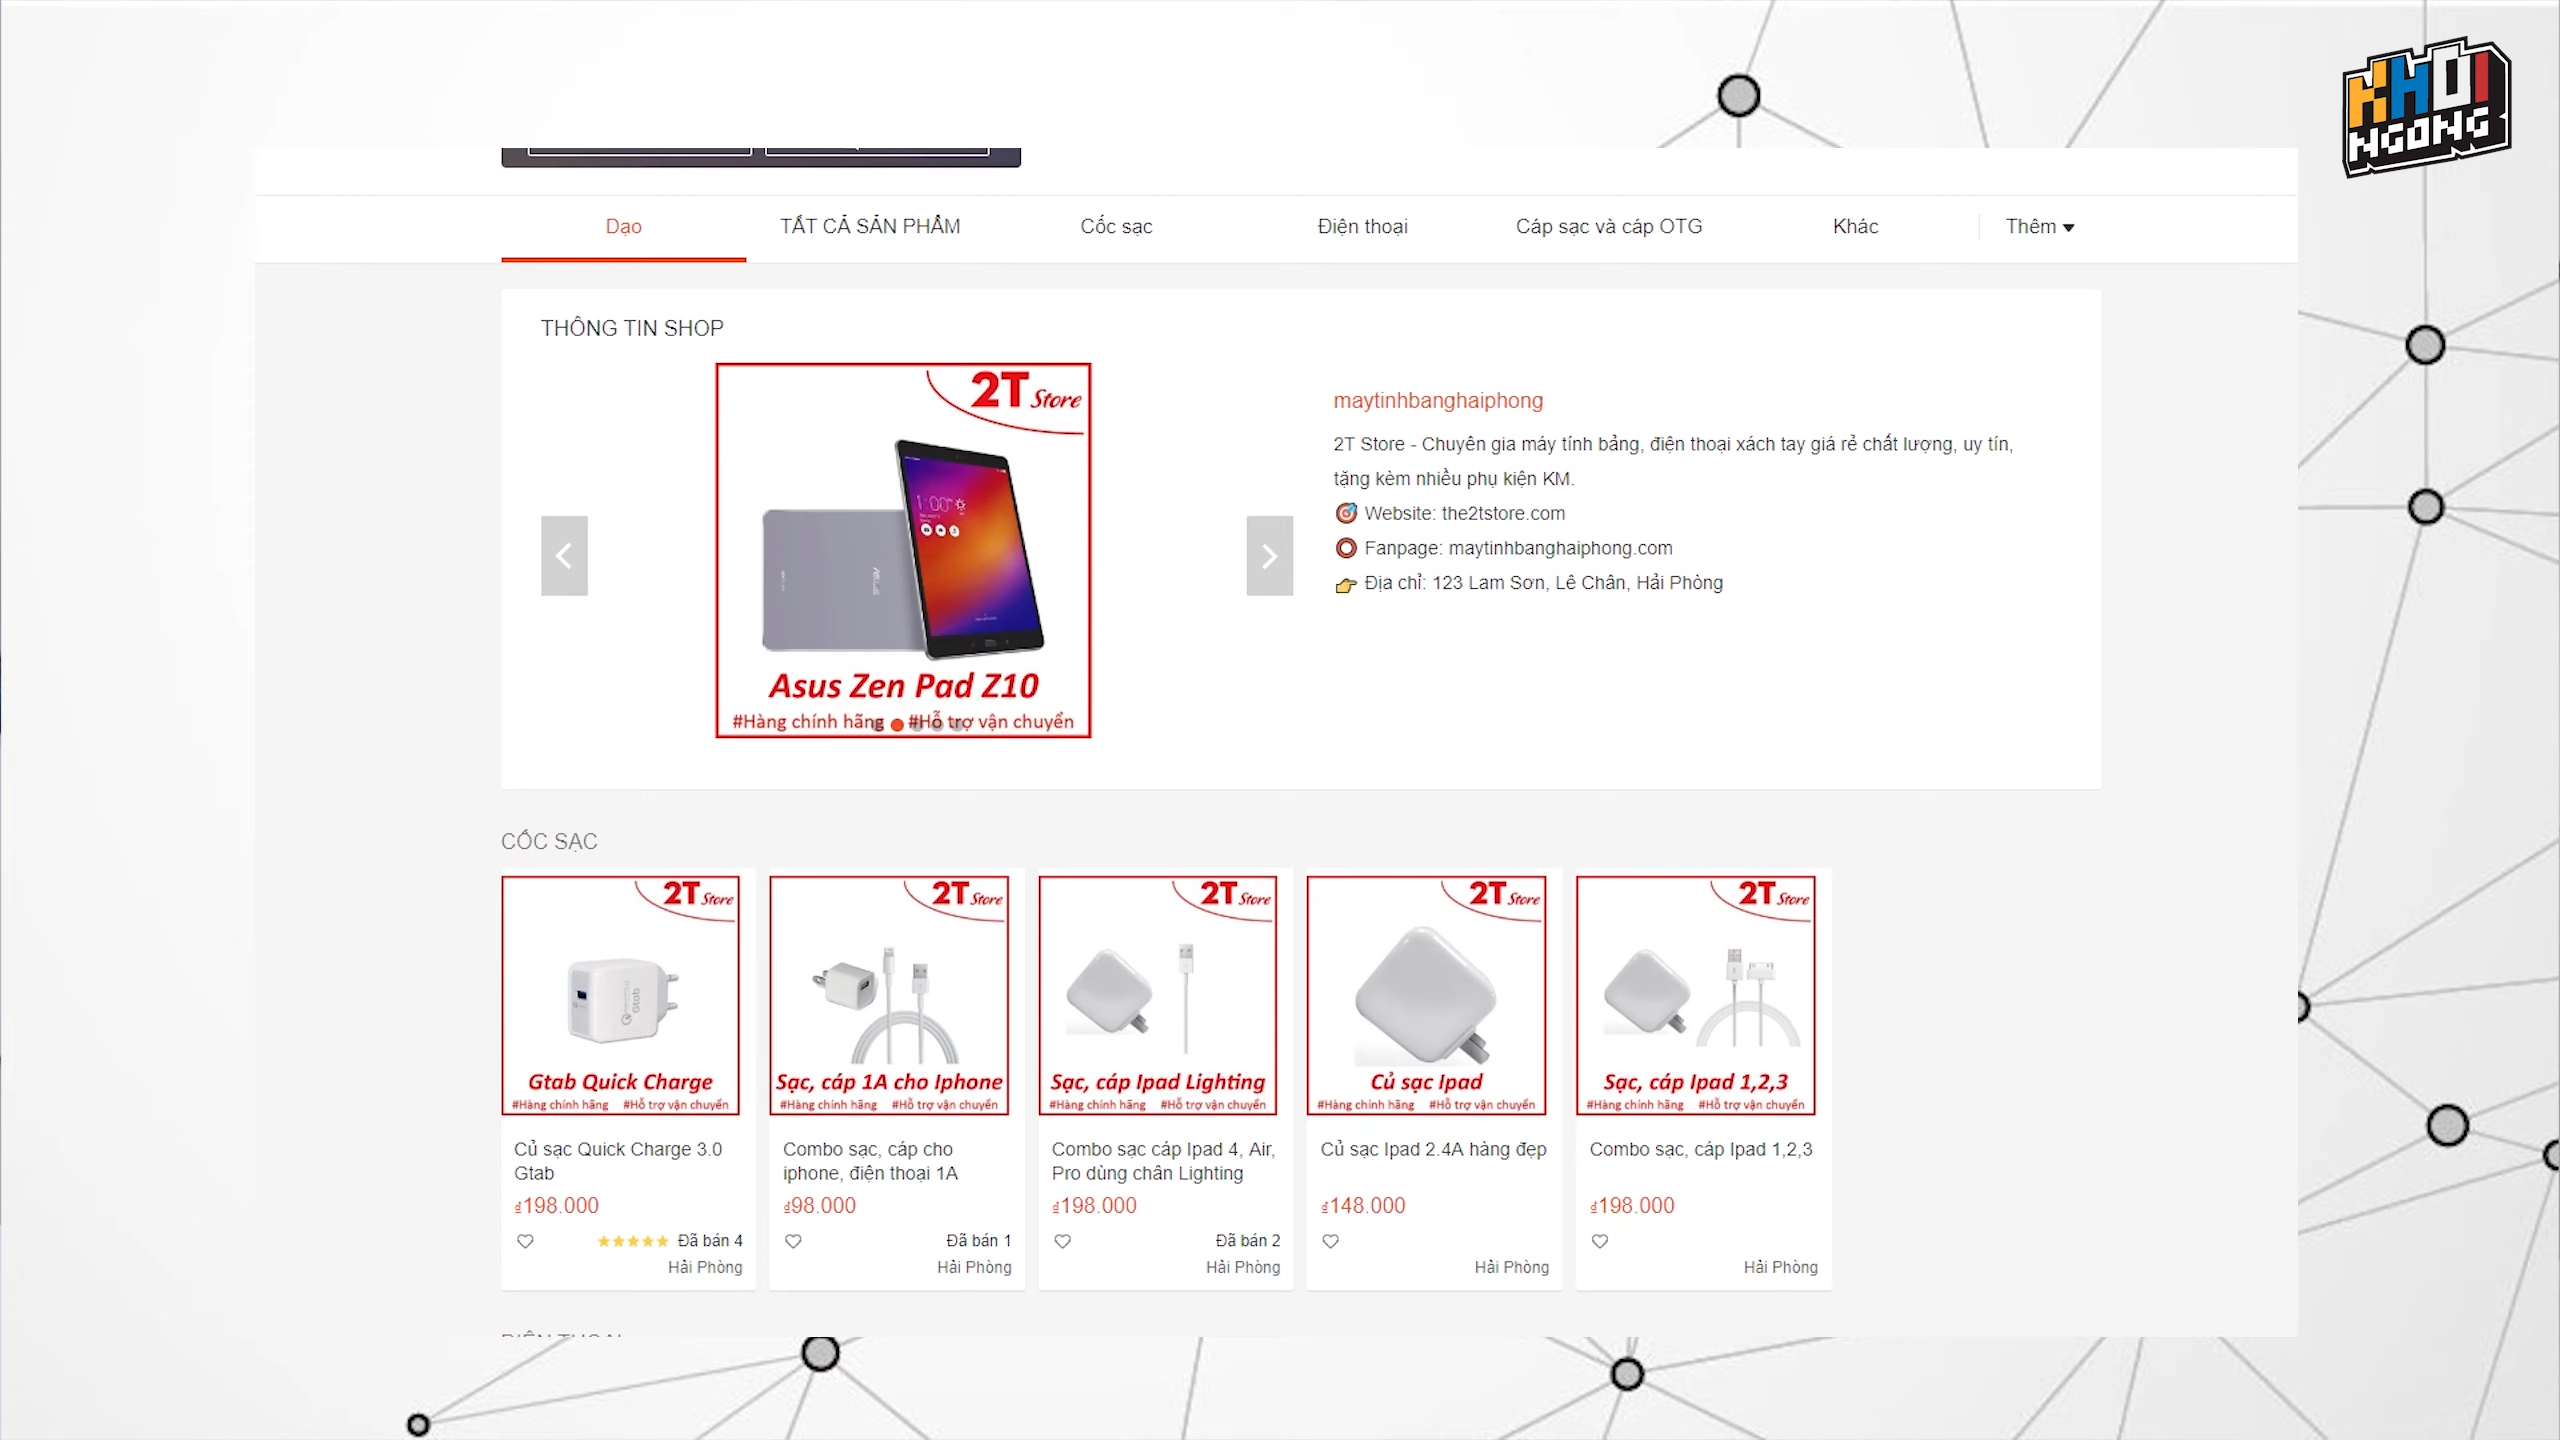 KHOI
NGONG
Dạo
TẤT CẢ SẢN PHẨM
Cốc sạc
Điện thoại
Cáp sạc và cáp OTG
Khác
Thêm
THÔNG TIN SHOP
2T Store
1:00
ASUS
Asus Zen Pad Z10
#Hàng chính hãng #Hỗ trợ vận chuyển
maytinhbanghaiphong
2T Store - Chuyên gia máy tính bảng, điện thoại xách tay giá rẻ chất lượng, uy tín,
tặng kèm nhiều phụ kiện KM.
Website: the2tstore.com
Fanpage: maytinhbanghaiphong.com
Địa chỉ: 123 Lam Sơn, Lê Chân, Hải Phòng
CỐC SẠC
2T Store
Gtab
Gtab Quick Charge
#Hàng chính hãng #Hỗ trợ vận chuyển
Củ sạc Quick Charge 3.0
Gtab
₫198.000
Đã bán 4
Hải Phòng
2T Store
Sạc, cáp 1A cho Iphone
#Hàng chính hãng #Hỗ trợ vận chuyển
Combo sạc, cáp cho
iphone, điện thoại 1A
₫98.000
Đã bán 1
Hải Phòng
2T Store
Sạc, cáp Ipad Lighting
#Hàng chính hãng #Hỗ trợ vận chuyển
Combo sạc cáp Ipad 4, Air,
Pro dùng chân Lighting
₫198.000
Đã bán 2
Hải Phòng
2T Store
Củ sạc Ipad
#Hàng chính hãng #Hỗ trợ vận chuyển
Củ sạc Ipad 2.4A hàng đẹp
₫148.000
Hải Phòng
2T Store
Sạc, cáp Ipad 1,2,3
#Hàng chính hãng #Hỗ trợ vận chuyển
Combo sạc, cáp Ipad 1,2,3
₫198.000
Hải Phòng